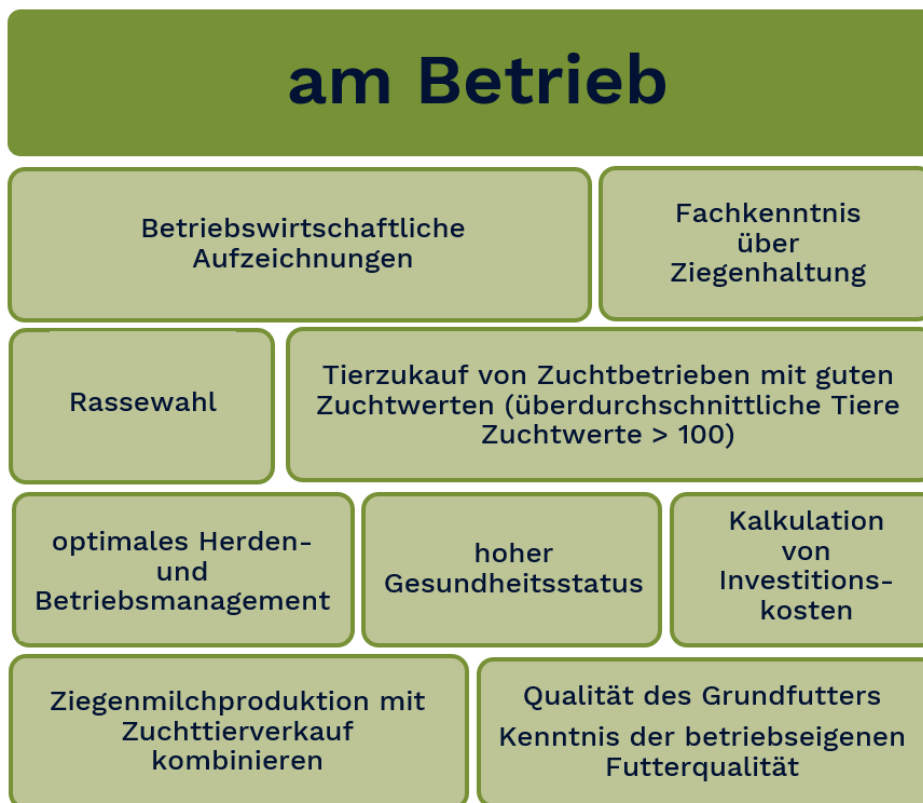 am Betrieb
Betriebswirtschaftliche
Aufzeichnungen
Fachkenntnis
über
Ziegenhaltung
Rassewahl
Tierzukauf von Zuchtbetrieben mit guten
Zuchtwerten (überdurchschnittliche Tiere
Zuchtwerte > 100)
optimales Herden-
und
Betriebsmanagement
hoher
Gesundheitsstatus
Kalkulation
von
Investitions-
kosten
Ziegenmilchproduktion mit
Zuchttierverkauf
kombinieren
Qualität des Grundfutters
Kenntnis der betriebseigenen
Futterqualität